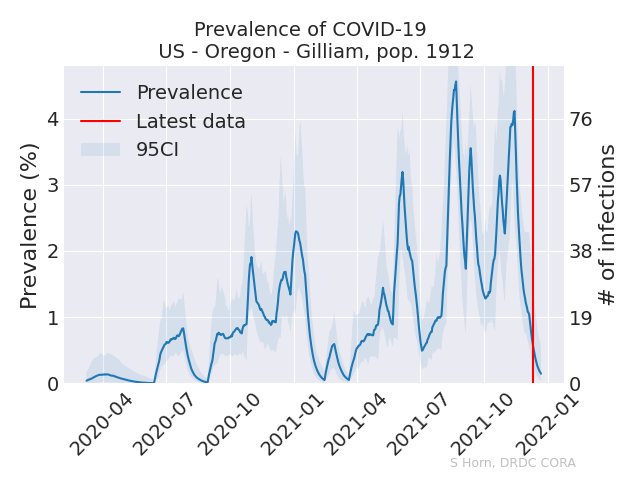 Prevalence of COVID-19
US - Oregon - Gilliam, pop. 1912
Prevalence
Latest data
95CI
Prevalence (%)
4
3
2
1
0
76
57
38
19
0
# of infections
2020-04
2020-07
2020-10
2021-01
2021-04
2021-07
2021-10
2022-01
S Horn, DRDC CORA